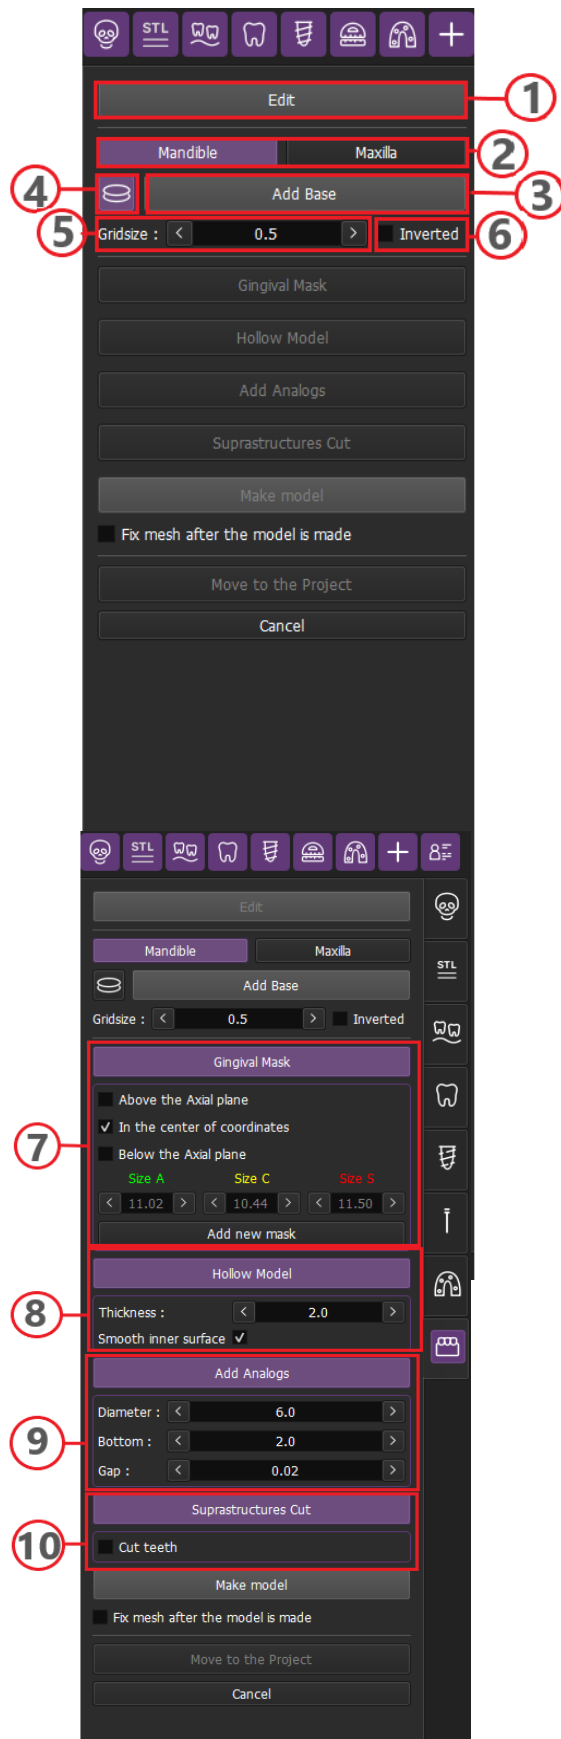 STL
Edit
1
Mandible Maxilla
2
4
Add Base
3
5
Gridsize : < 0.5 >
Inverted
6
Gingival Mask
Hollow Model
Add Analogs
Suprastructures Cut
Make model
Fix mesh after the model is made
Move to the Project
Cancel
STL
Edit
Mandible Maxilla
STL
Add Base
Gridsize : < 0.5 > Inverted
Gingival Mask
Above the Axial plane
In the center of coordinates
7
Below the Axial plane
Size A Size C Size S
< 11.02 > < 10.44 > < 11.50 >
Add new mask
Hollow Model
8
Thickness : < 2.0 >
Smooth inner surface
Add Analogs
Diameter : < 6.0 >
9
Bottom : < 2.0 >
Gap : < 0.02 >
Suprastructures Cut
10
Cut teeth
Make model
Fix mesh after the model is made
Move to the Project
Cancel